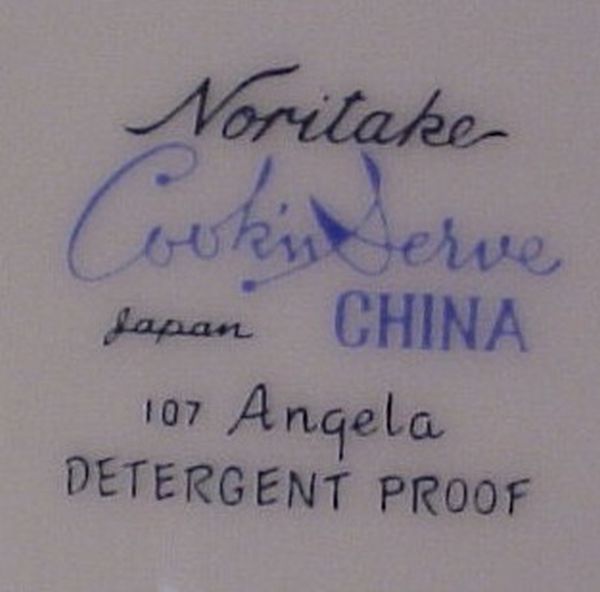 Noritake
Cook'n Serve
Japan CHINA
107 Angela
DETERGENT PROOF